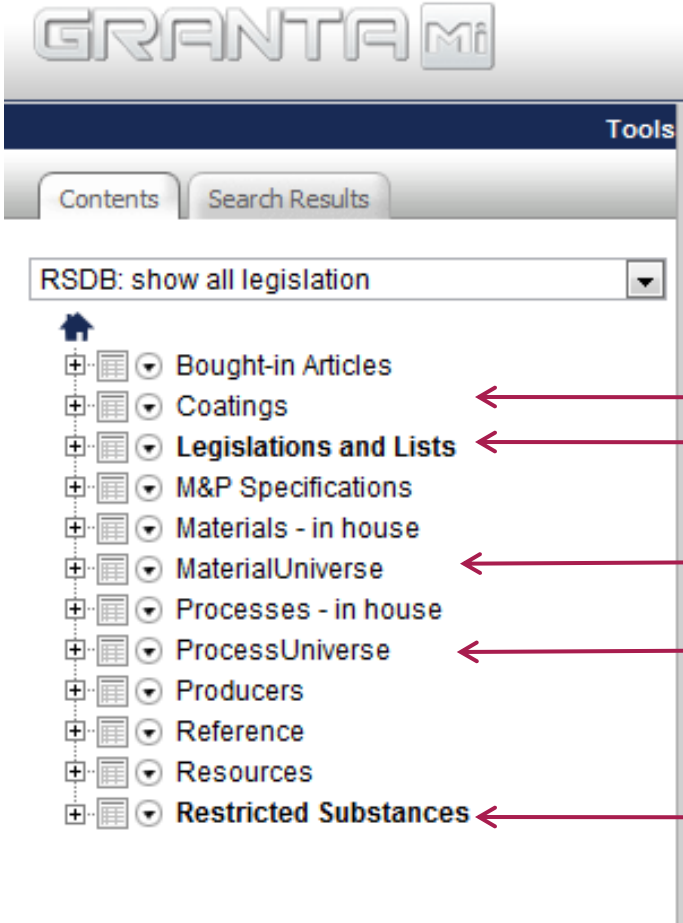 GRANTA Mi
Tools
Contents Search Results
RSDB: show all legislation
Bought-in Articles
Coatings
Legislations and Lists
M&P Specifications
Materials - in house
MaterialUniverse
Processes - in house
ProcessUniverse
Producers
Reference
Resources
Restricted Substances